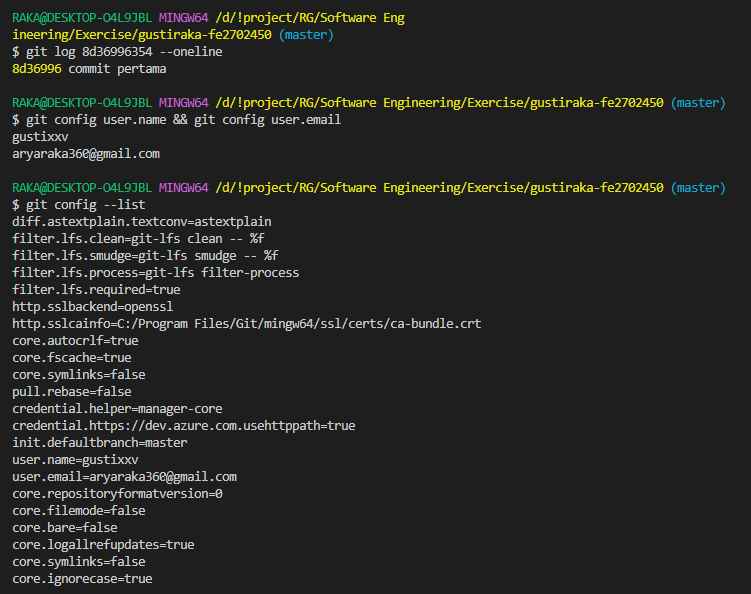 RAKA@DESKTOP-O4L9JBL MINGW64 /d/!project/RG/Software Eng
ineering/Exercise/gustiraka-fe2702450 (master)
$ git log 8d36996354 --oneline
8d36996 commit pertama
RAKA@DESKTOP-O4L9JBL MINGW64 /d/!project/RG/Software Engineering/Exercise/gustiraka-fe2702450 (master)
$ git config user.name && git config user.email
gustixxv
aryaraka360@gmail.com
RAKA@DESKTOP-O4L9JBL MINGW64 /d/!project/RG/Software Engineering/Exercise/gustiraka-fe2702450 (master)
$ git config --list
diff.astextplain.textconv=astextplain
filter.lfs.clean=git-lfs clean -- %f
filter.lfs.smudge=git-lfs smudge -- %f
filter.lfs.process=git-lfs filter-process
filter.lfs.required=true
http.sslbackend=openssl
http.sslcainfo=C:/Program Files/Git/mingw64/ssl/certs/ca-bundle.crt
core.autocrlf=true
core.fscache=true
core.symlinks=false
pull.rebase=false
credential.helper=manager-core
credential.https://dev.azure.com.usehttppath=true
init.defaultbranch=master
user.name=gustixxv
user.email=aryaraka360@gmail.com
core.repositoryformatversion=0
core.filemode=false
core.bare=false
core.logallrefupdates=true
core.symlinks=false
core.ignorecase=true